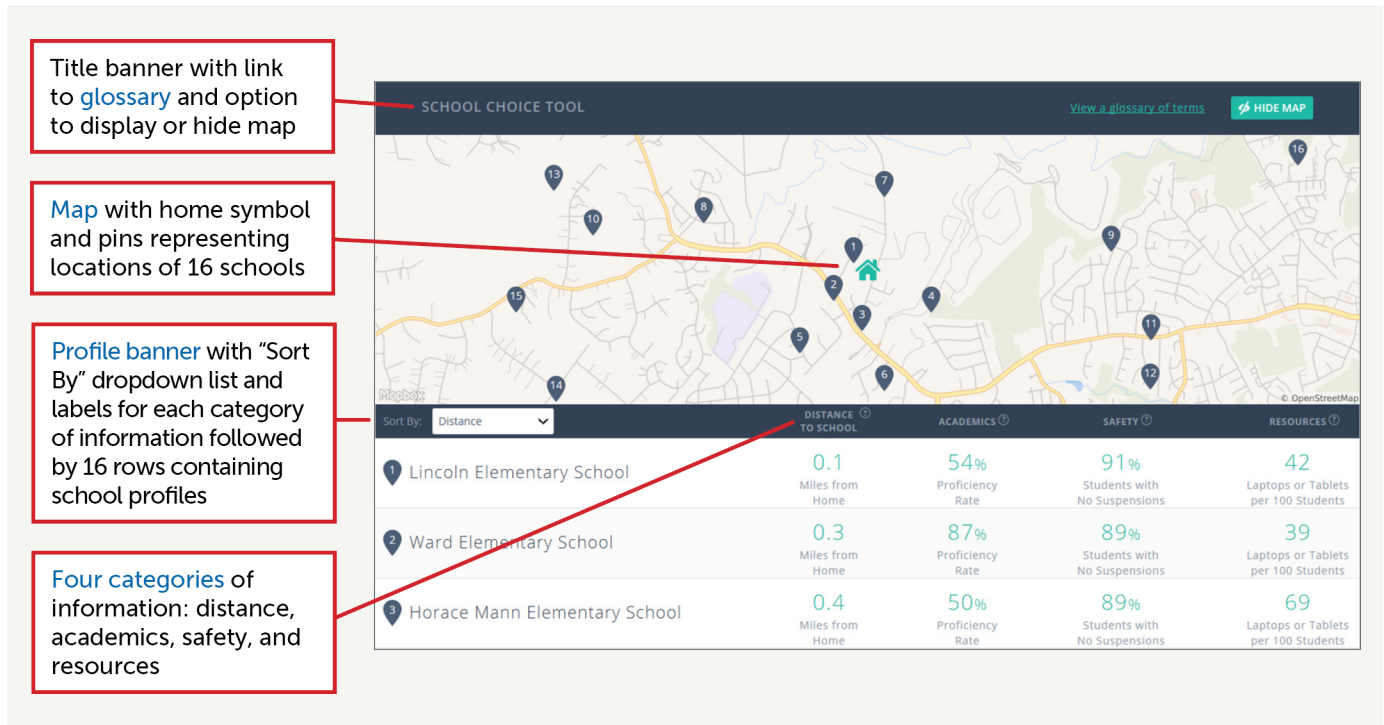 Title banner with link
to glossary and option
to display or hide map
Map with home symbol
and pins representing
locations of 16 schools
Profile banner with “Sort
By” dropdown list and
labels for each category
of information followed
by 16 rows containing
school profiles
Four categories of
information: distance,
academics, safety, and
resources
SCHOOL CHOICE TOOL
View a glossary of terms
HIDE MAP
16
13
7
8
10
9
1
2
15
4
3
11
5
12
6
14
Mapbox
© OpenStreetMap
Sort By: Distance
DISTANCE ?
TO SCHOOL
ACADEMICS ?
SAFETY ?
RESOURCES ?
1 Lincoln Elementary School
0.1
Miles from
Home
54%
Proficiency
Rate
91%
Students with
No Suspensions
42
Laptops or Tablets
per 100 Students
2 Ward Elementary School
0.3
Miles from
Home
87%
Proficiency
Rate
89%
Students with
No Suspensions
39
Laptops or Tablets
per 100 Students
3 Horace Mann Elementary School
0.4
Miles from
Home
50%
Proficiency
Rate
89%
Students with
No Suspensions
69
Laptops or Tablets
per 100 Students